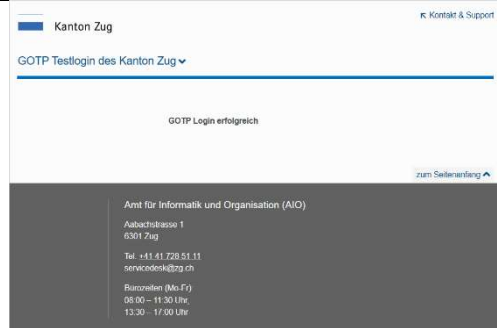 Kontakt & Support
Kanton Zug
GOTP Testlogin des Kanton Zug
GOTP Login erfolgreich
zum Seitenanfang
Amt für Informatik und Organisation (AIO)
Aabachstrasse 1
6301 Zug
Tel. +41 41 728 51 11
servicedesk@zg.ch
Bürozeiten (Mo-Fr)
08:00 – 11:30 Uhr,
13:30 – 17:00 Uhr